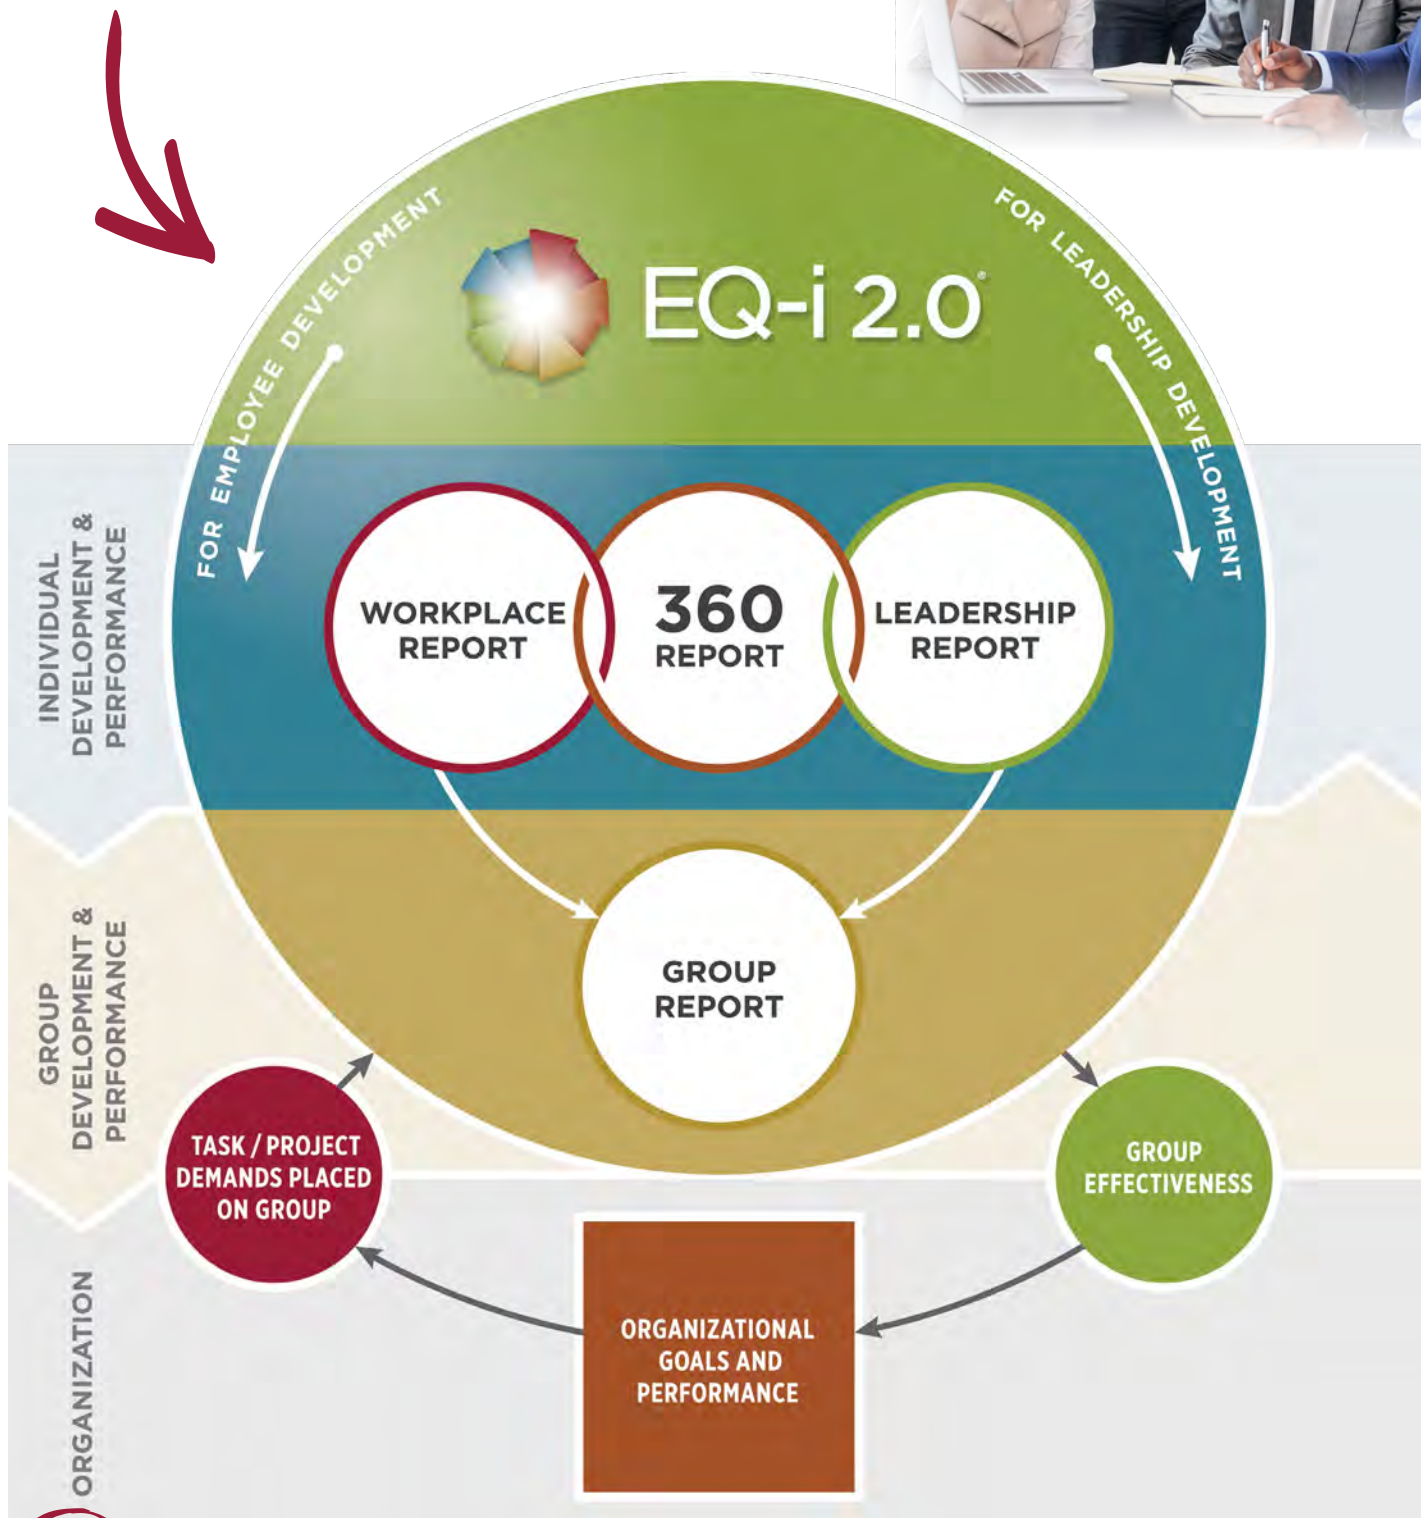 FOR EMPLOYEE DEVELOPMENT
FOR LEADERSHIP DEVELOPMENT
EQ-i 2.0®
INDIVIDUAL
DEVELOPMENT &
PERFORMANCE
WORKPLACE
REPORT
360
REPORT
LEADERSHIP
REPORT
GROUP
DEVELOPMENT &
PERFORMANCE
GROUP
REPORT
TASK / PROJECT
DEMANDS PLACED
ON GROUP
GROUP
EFFECTIVENESS
ORGANIZATION
ORGANIZATIONAL
GOALS AND
PERFORMANCE